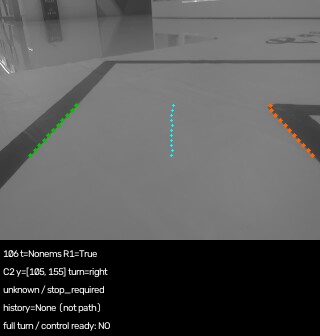 106 t=Nonems R1=True
C2 y=[105, 155] turn=right
unknown / stop_required
history=None (not path)
full turn / control ready: NO